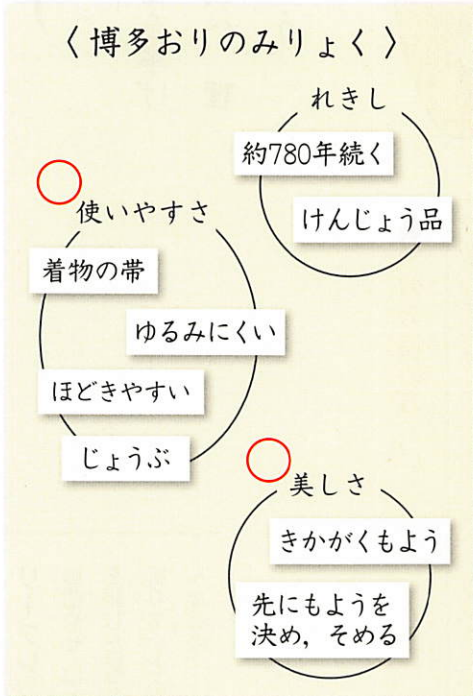 〈博多おりのみりょく〉
れきし
約780年続く
けんじょう品
使いやすさ
着物の帯
ゆるみにくい
ほどきやすい
じょうぶ
美しさ
きかがくもよう
先にもようを
決め，そめる